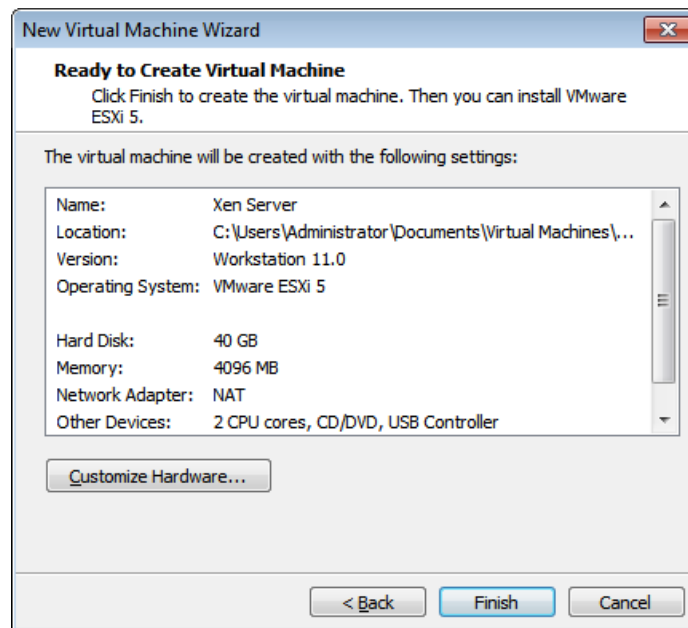 New Virtual Machine Wizard
Ready to Create Virtual Machine
Click Finish to create the virtual machine. Then you can install VMware
ESXi 5.
The virtual machine will be created with the following settings:
Name: Xen Server
Location: C:\Users\Administrator\Documents\Virtual Machines\...
Version: Workstation 11.0
Operating System: VMware ESXi 5
Hard Disk: 40 GB
Memory: 4096 MB
Network Adapter: NAT
Other Devices: 2 CPU cores, CD/DVD, USB Controller
Customize Hardware...
< Back Finish Cancel